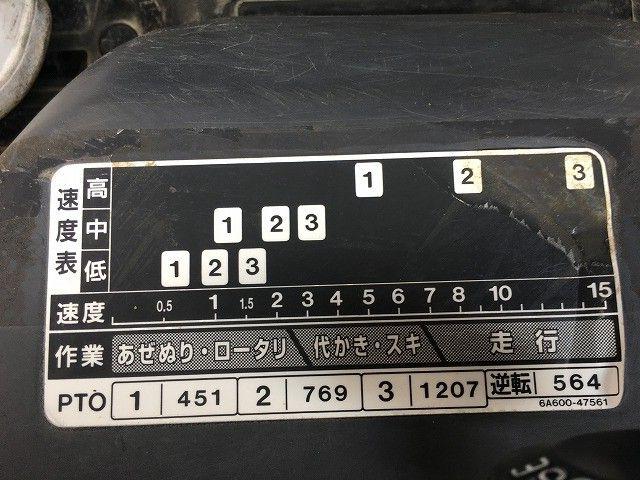 速度表
高 1 2 3
中 1 2 3
低 1 2 3
速度 0.5 1 1.5 2 3 4 5 6 7 8 10 15
作業 あぜぬり・ロータリ 代かき・スキ 走行
PTO 1 451 2 769 3 1207 逆転 564
6A600-47561